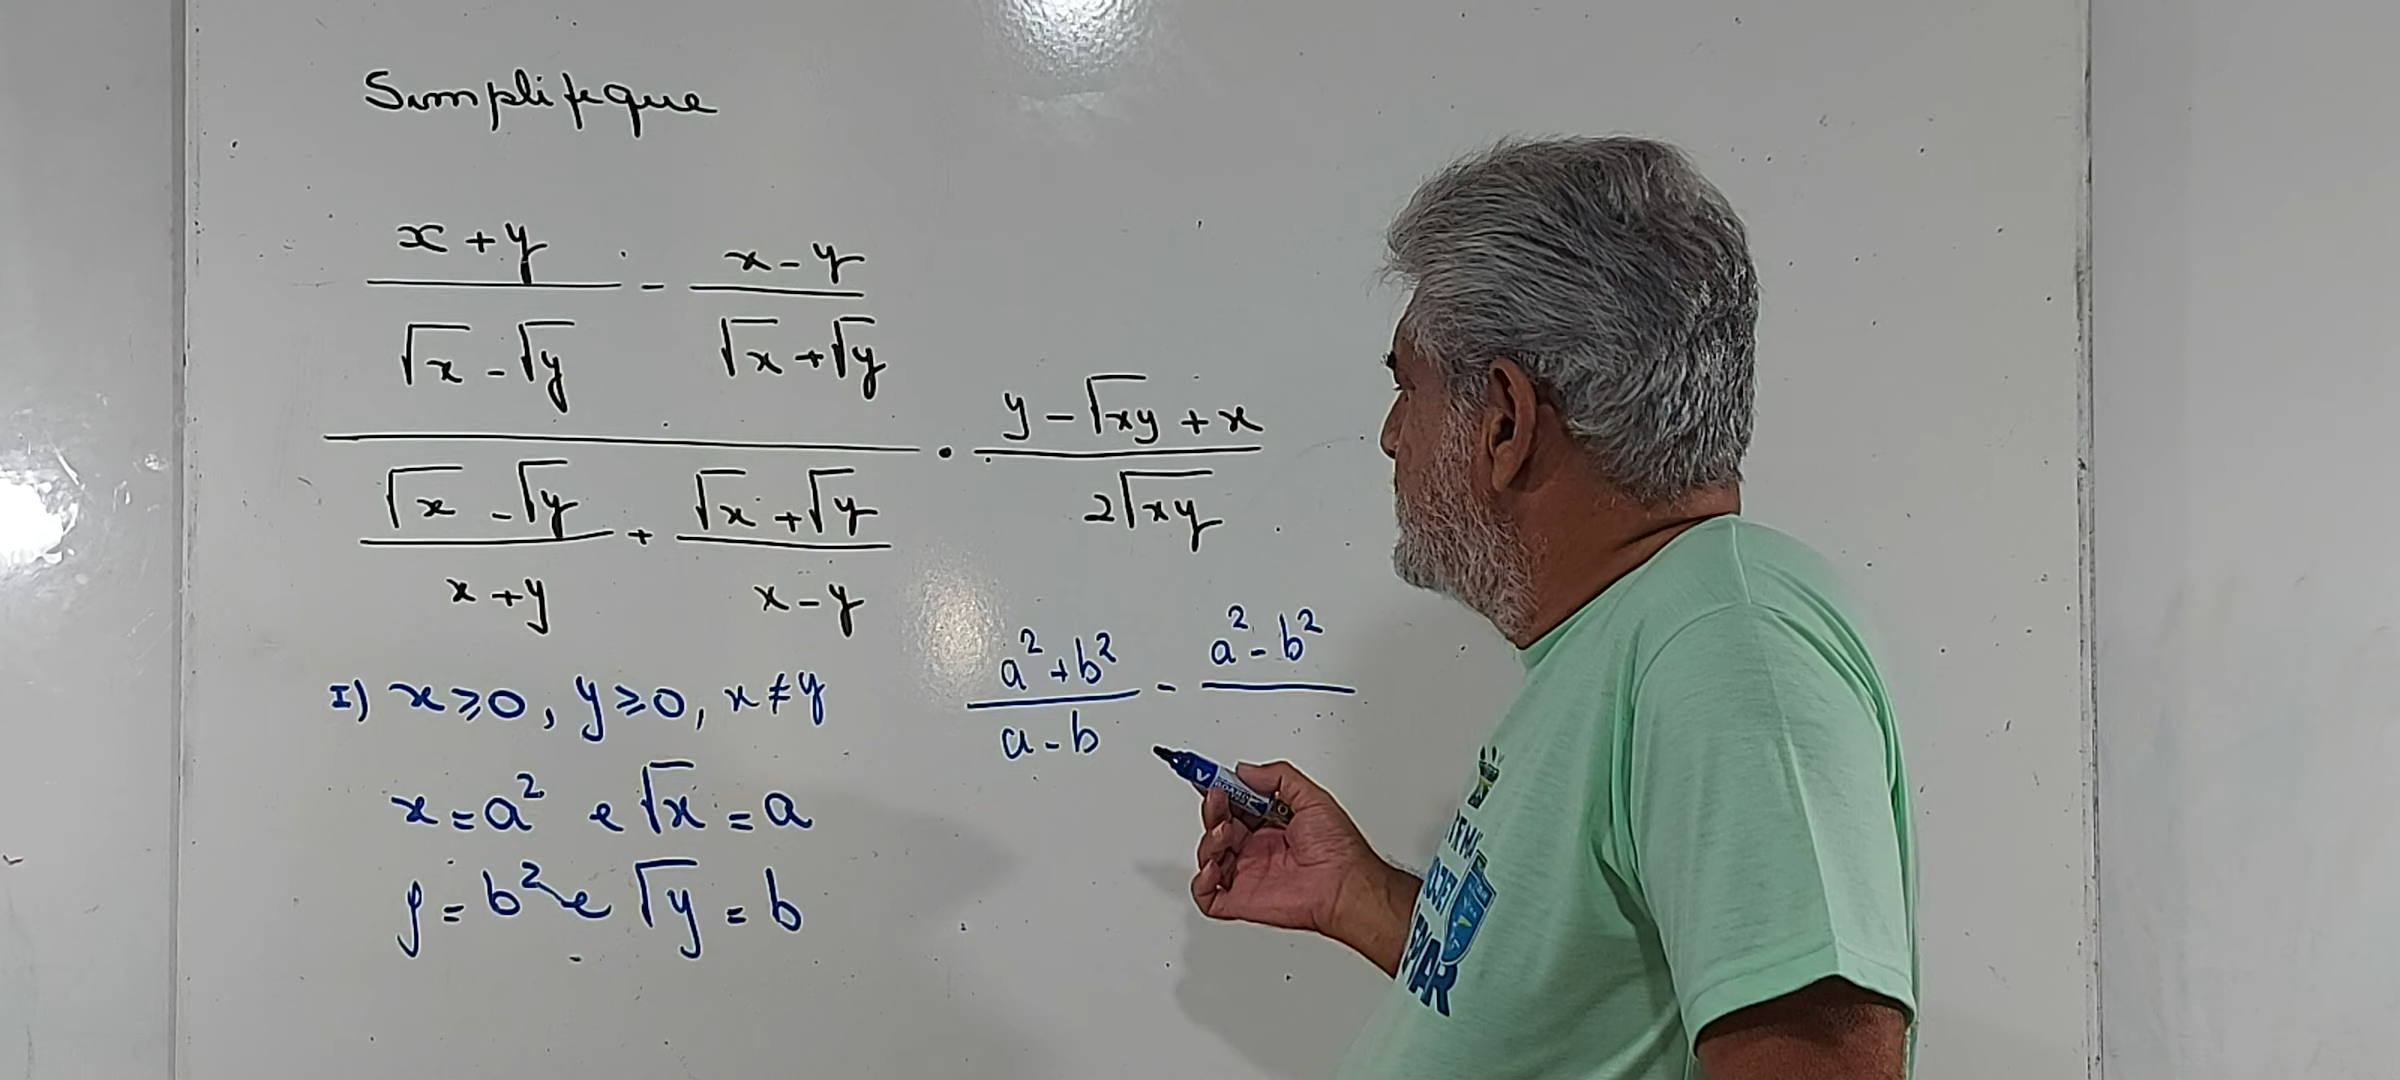 Simplifique
x + y / √x - √y - x - y / √x + √y
√x - √y / x + y + √x + √y / x - y · y - √xy + x / 2√xy
I) x ⩾ 0, y ⩾ 0, x ≠ y
x = a² e √x = a
y = b² e √y = b
a² + b² / a - b - a² - b²